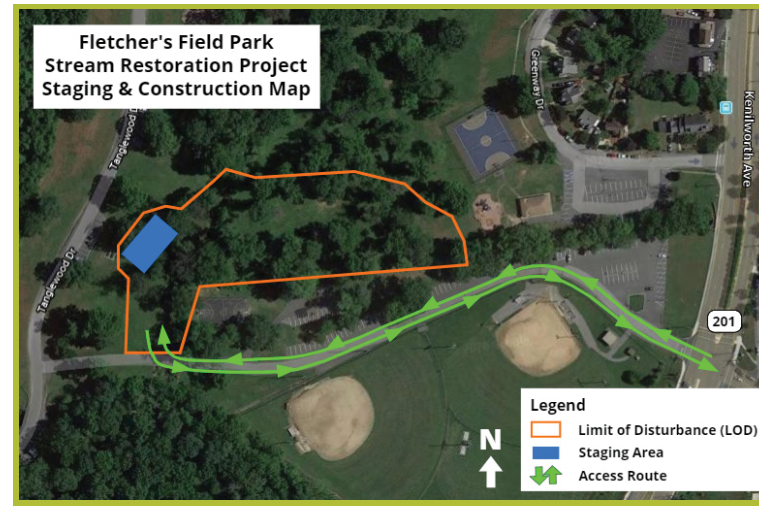 Fletcher's Field Park
Stream Restoration Project
Staging & Construction Map
Tanglewood Dr
Greenway Dr
Kenilworth Ave
Tanglewood Dr
201
N
Legend
Limit of Disturbance (LOD)
Staging Area
Access Route